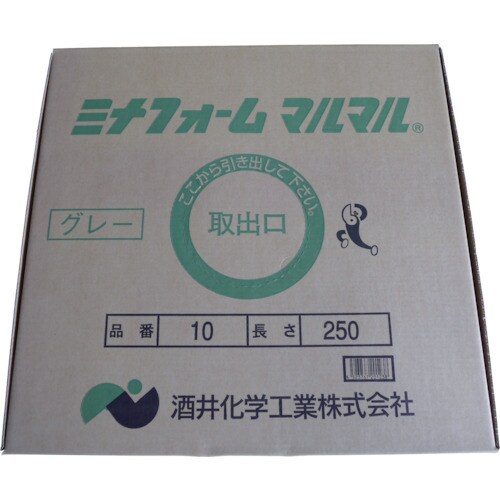 ミナフォーム マルマル®
ここから引き出して下さい。
グレー
取出口
品番 10 長さ 250
酒井化学工業株式会社